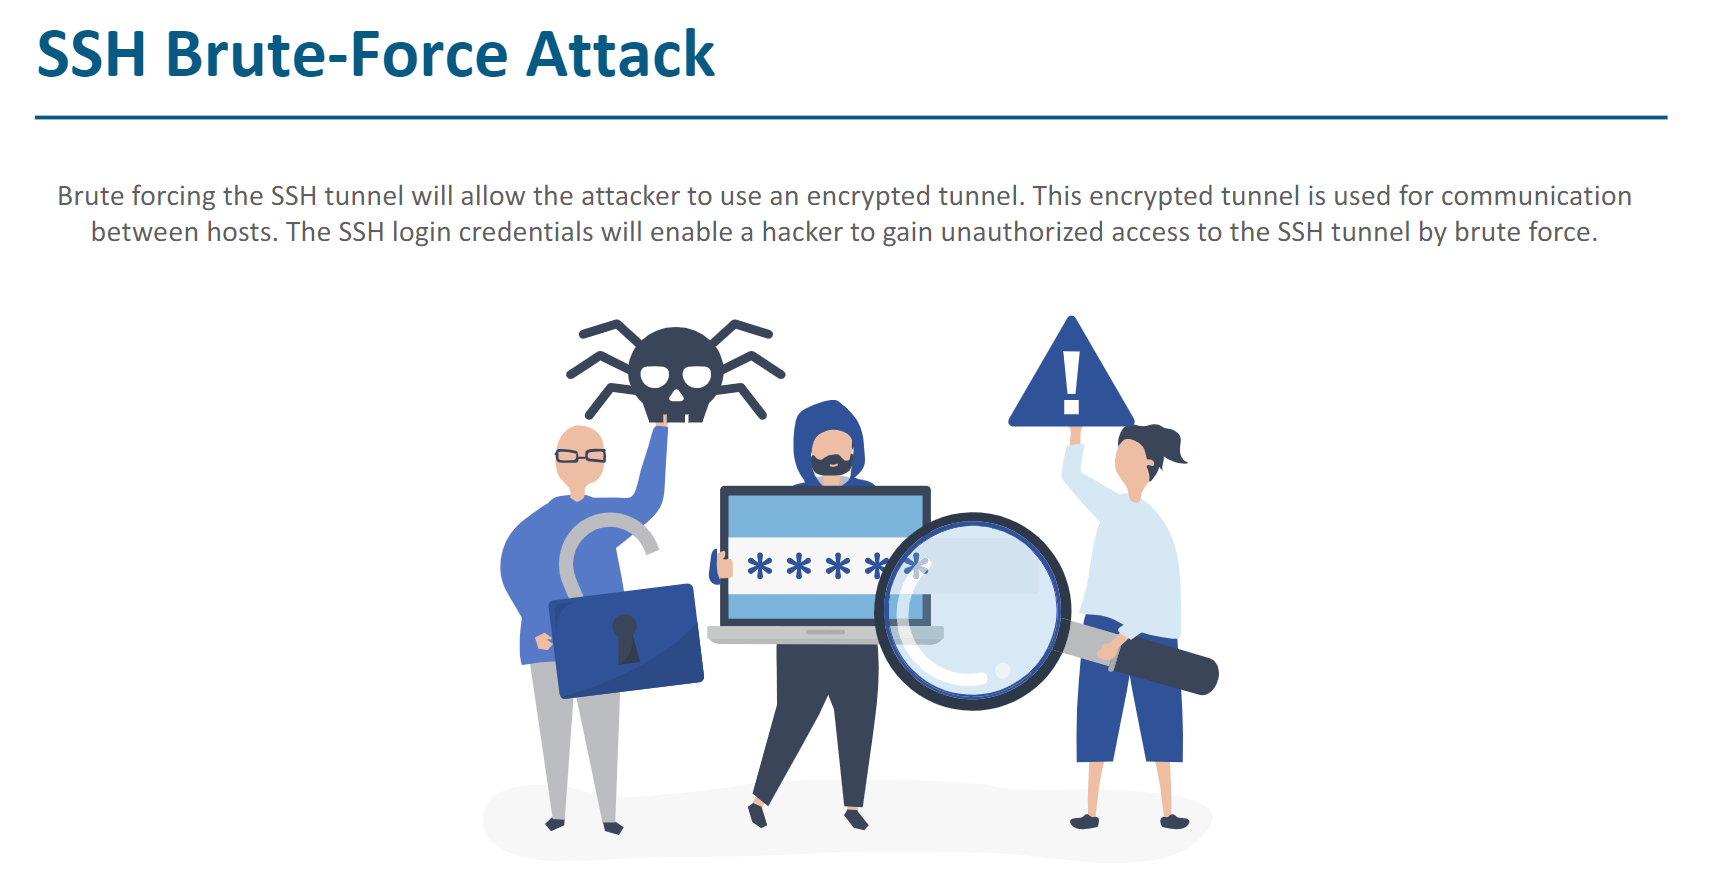 SSH Brute-Force Attack
Brute forcing the SSH tunnel will allow the attacker to use an encrypted tunnel. This encrypted tunnel is used for communication
between hosts. The SSH login credentials will enable a hacker to gain unauthorized access to the SSH tunnel by brute force.
!
*****